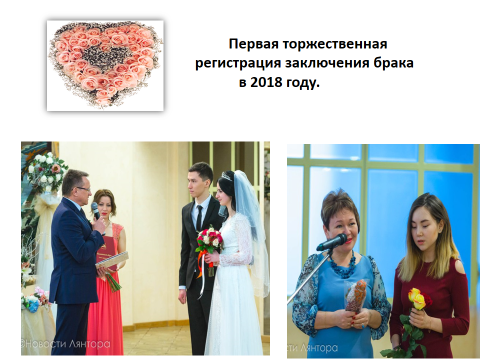 Первая торжественная
регистрация заключения брака
в 2018 году.
©Новости Лянтора
©Новости Лянтора